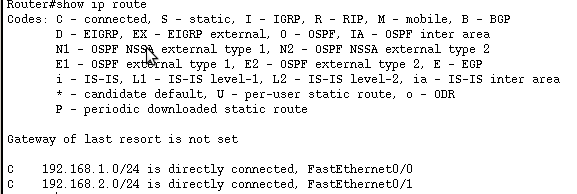 Router#show ip route
Codes: C - connected, S - static, I - IGRP, R - RIP, M - mobile, B - BGP
D - EIGRP, EX - EIGRP external, O - OSPF, IA - OSPF inter area
N1 - OSPF NSSA external type 1, N2 - OSPF NSSA external type 2
E1 - OSPF external type 1, E2 - OSPF external type 2, E - EGP
i - IS-IS, L1 - IS-IS level-1, L2 - IS-IS level-2, ia - IS-IS inter area
* - candidate default, U - per-user static route, o - ODR
P - periodic downloaded static route
Gateway of last resort is not set
C 192.168.1.0/24 is directly connected, FastEthernet0/0
C 192.168.2.0/24 is directly connected, FastEthernet0/1